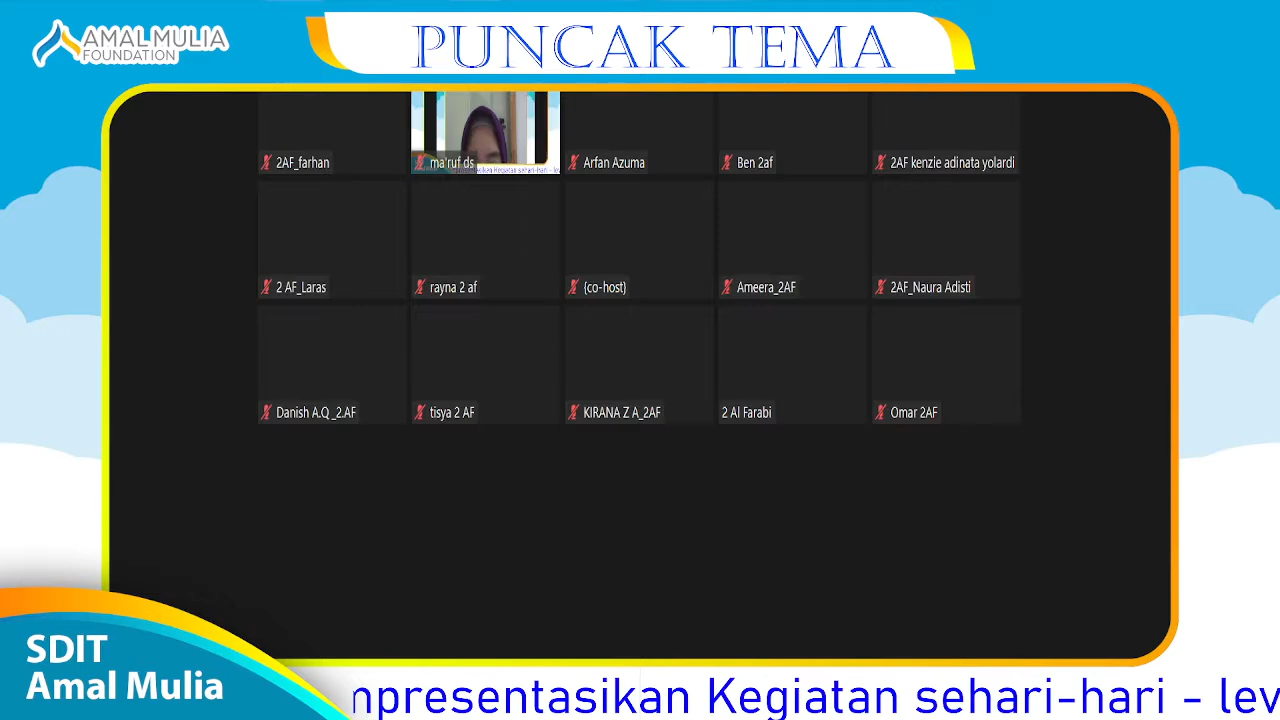 AMAL MULIA
FOUNDATION
PUNCAK TEMA
2AF_farhan
ma'ruf ds
Arfan Azuma
Ben 2af
2AF kenzie adinata yolardi
2 AF_Laras
rayna 2 af
(co-host)
Ameera_2AF
2AF_Naura Adisti
Danish A.Q _2.AF
tisya 2 AF
KIRANA Z A_2AF
2 Al Farabi
Omar 2AF
SDIT
Amal Mulia
mpresentasikan Kegiatan sehari-hari - lev